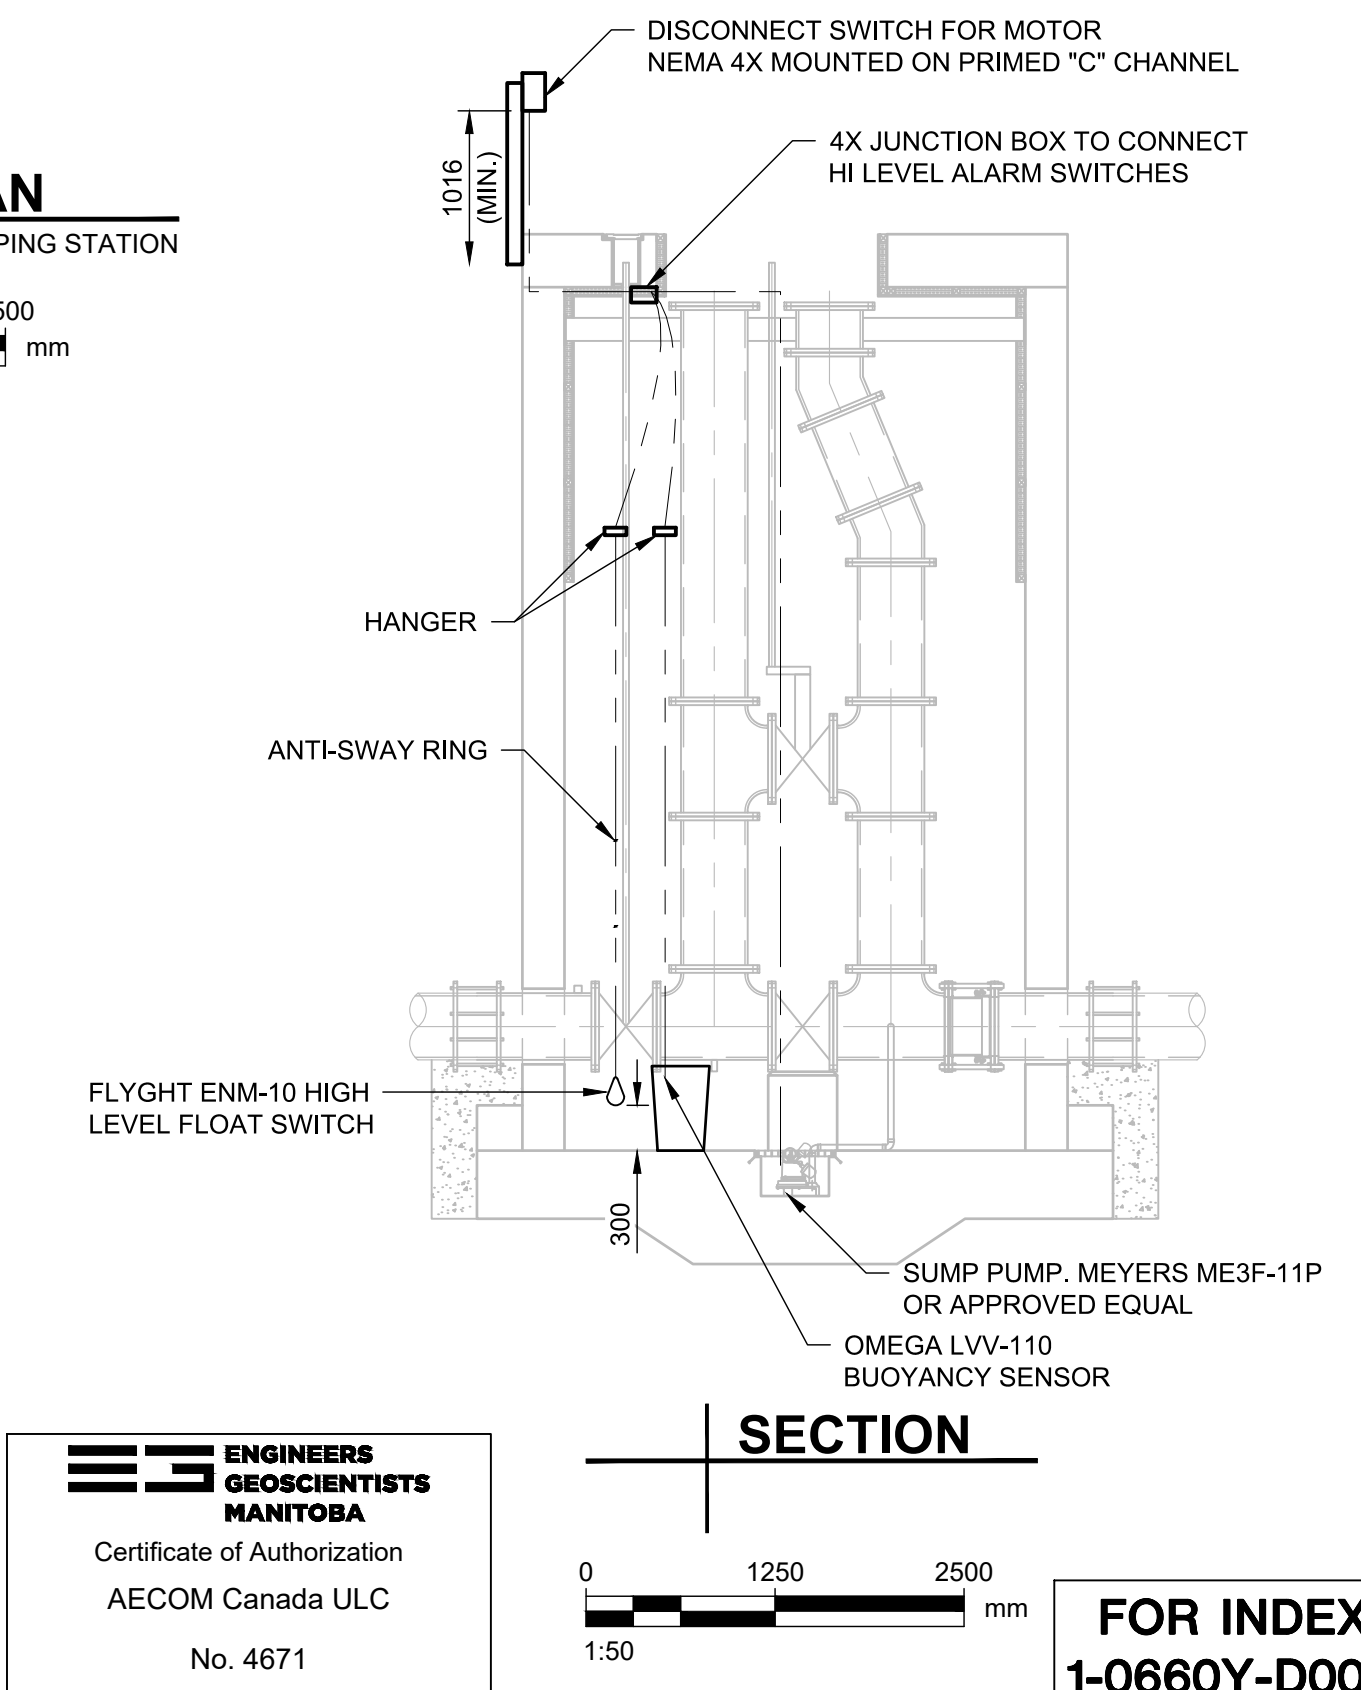 DISCONNECT SWITCH FOR MOTOR
NEMA 4X MOUNTED ON PRIMED "C" CHANNEL
4X JUNCTION BOX TO CONNECT
HI LEVEL ALARM SWITCHES
1016
(MIN.)
AN
PING STATION
500
mm
HANGER
ANTI-SWAY RING
FLYGHT ENM-10 HIGH
LEVEL FLOAT SWITCH
300
SUMP PUMP. MEYERS ME3F-11P
OR APPROVED EQUAL
OMEGA LVV-110
BUOYANCY SENSOR
SECTION
0 1250 2500
mm
1:50
ENGINEERS
GEOSCIENTISTS
MANITOBA
Certificate of Authorization
AECOM Canada ULC
No. 4671
FOR INDEX
1-0660Y-D00